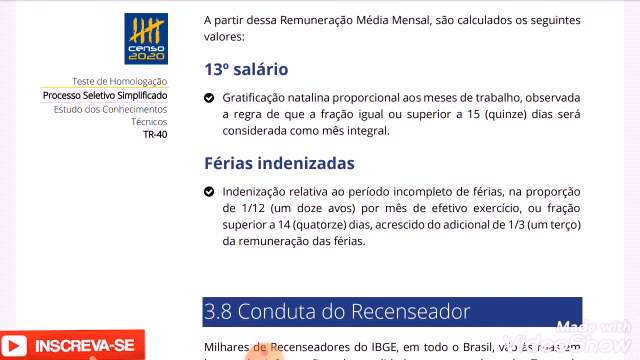 A partir dessa Remuneração Média Mensal, são calculados os seguintes
valores:
censo
2020
Teste de Homologação
Processo Seletivo Simplificado
Estudo dos Conhecimentos
Técnicos
TR-40
13º salário
Gratificação natalina proporcional aos meses de trabalho, observada
a regra de que a fração igual ou superior a 15 (quinze) dias será
considerada como mês integral.
Férias indenizadas
Indenização relativa ao período incompleto de férias, na proporção
de 1/12 (um doze avos) por mês de efetivo exercício, ou fração
superior a 14 (quatorze) dias, acrescido do adicional de 1/3 (um terço)
da remuneração das férias.
3.8 Conduta do Recenseador
Made with
VideoShow
INSCREVA-SE
Milhares de Recenseadores do IBGE, em todo o Brasil,